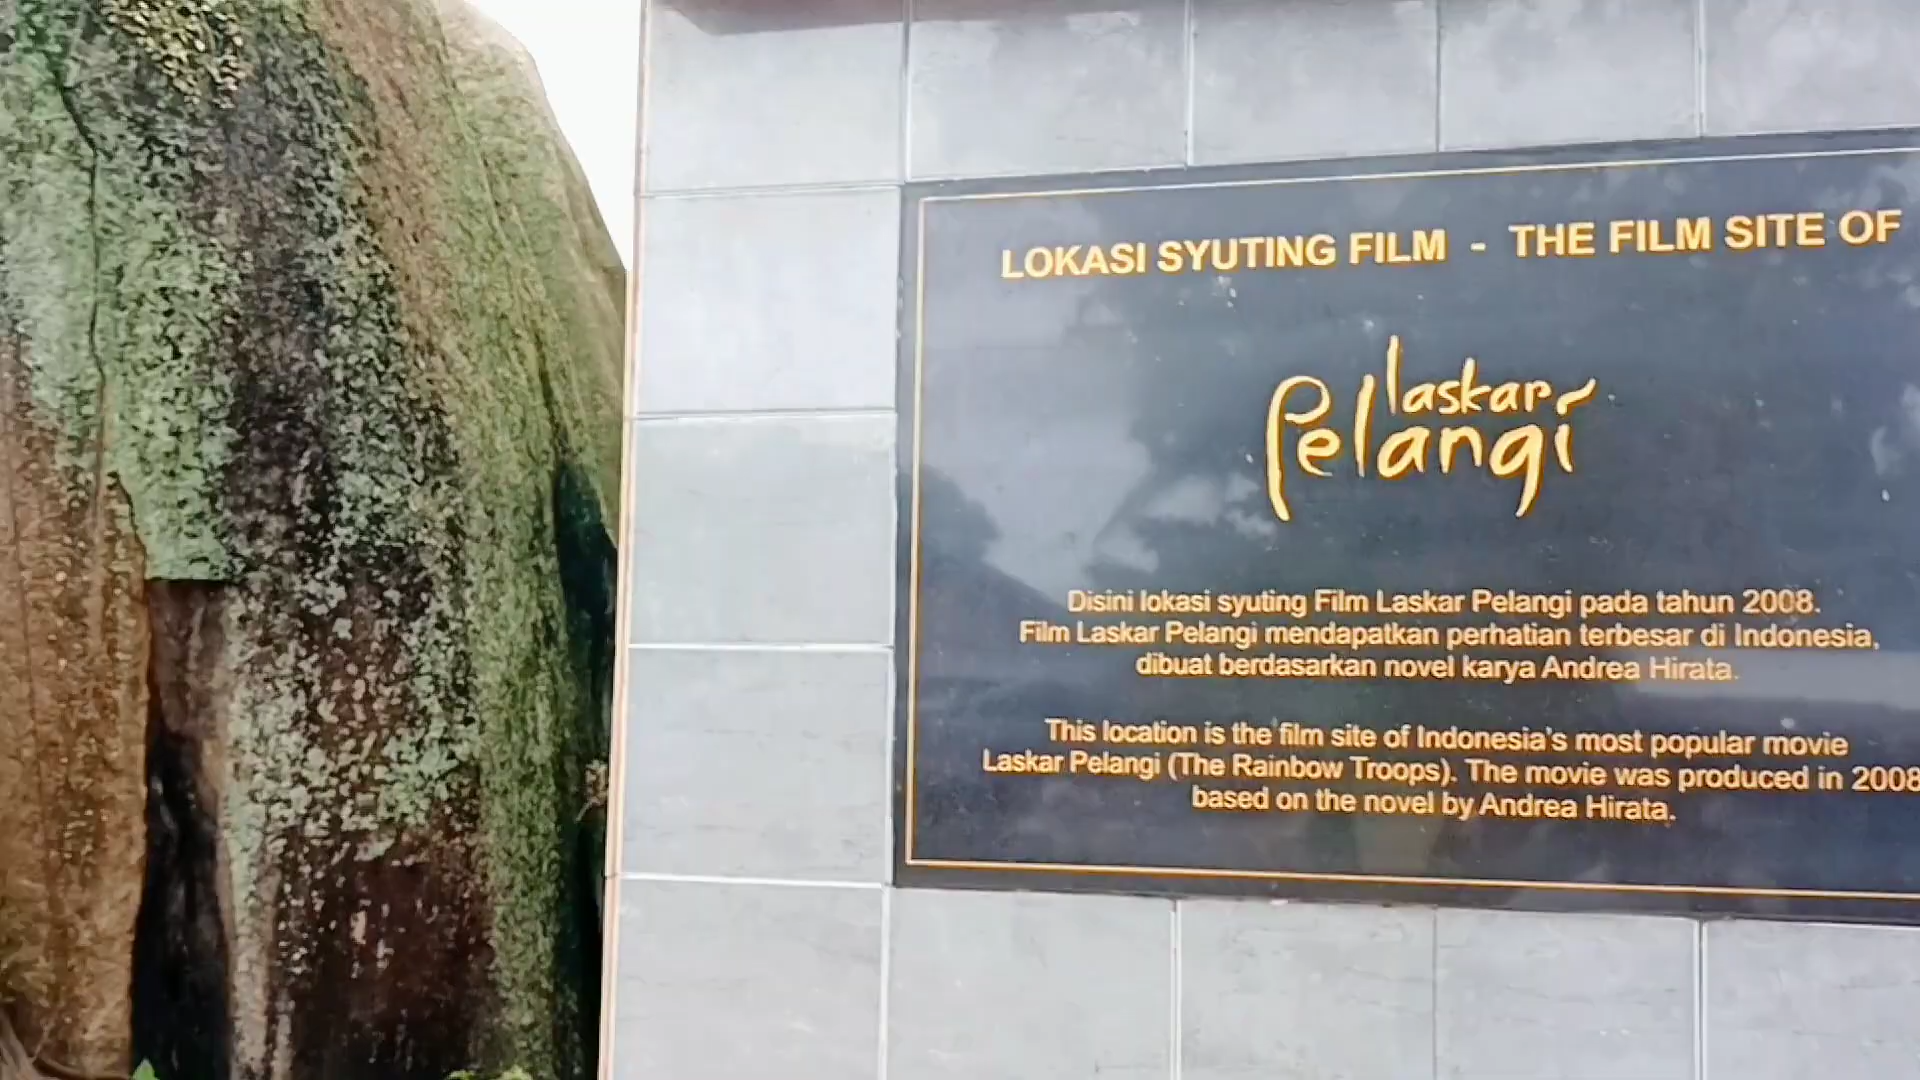 LOKASI SYUTING FILM - THE FILM SITE OF
laskar
Pelangi
Disini lokasi syuting Film Laskar Pelangi pada tahun 2008.
Film Laskar Pelangi mendapatkan perhatian terbesar di Indonesia,
dibuat berdasarkan novel karya Andrea Hirata.
This location is the film site of Indonesia's most popular movie
Laskar Pelangi (The Rainbow Troops). The movie was produced in 2008
based on the novel by Andrea Hirata.